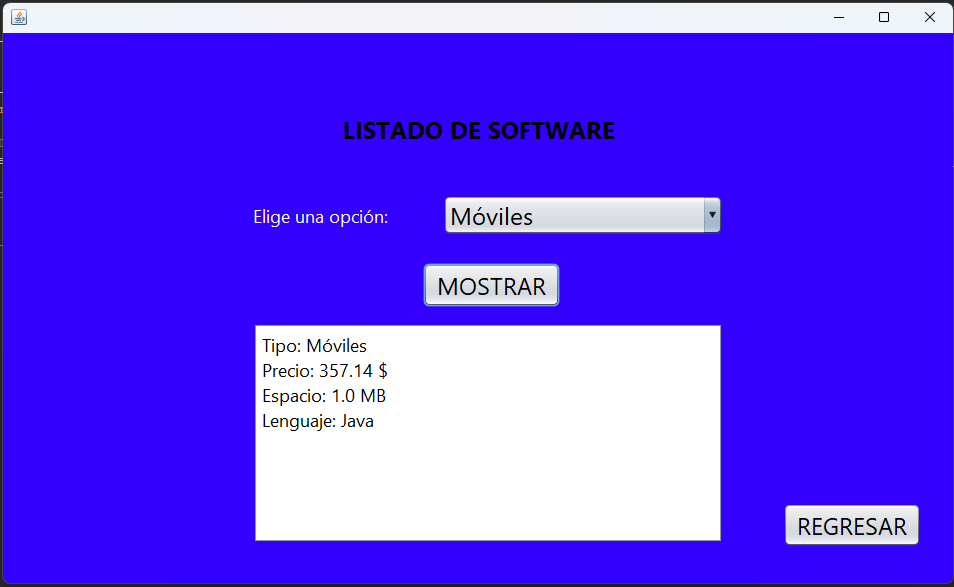 LISTADO DE SOFTWARE
Elige una opción:
Móviles
MOSTRAR
Tipo: Móviles
Precio: 357.14 $
Espacio: 1.0 MB
Lenguaje: Java
REGRESAR